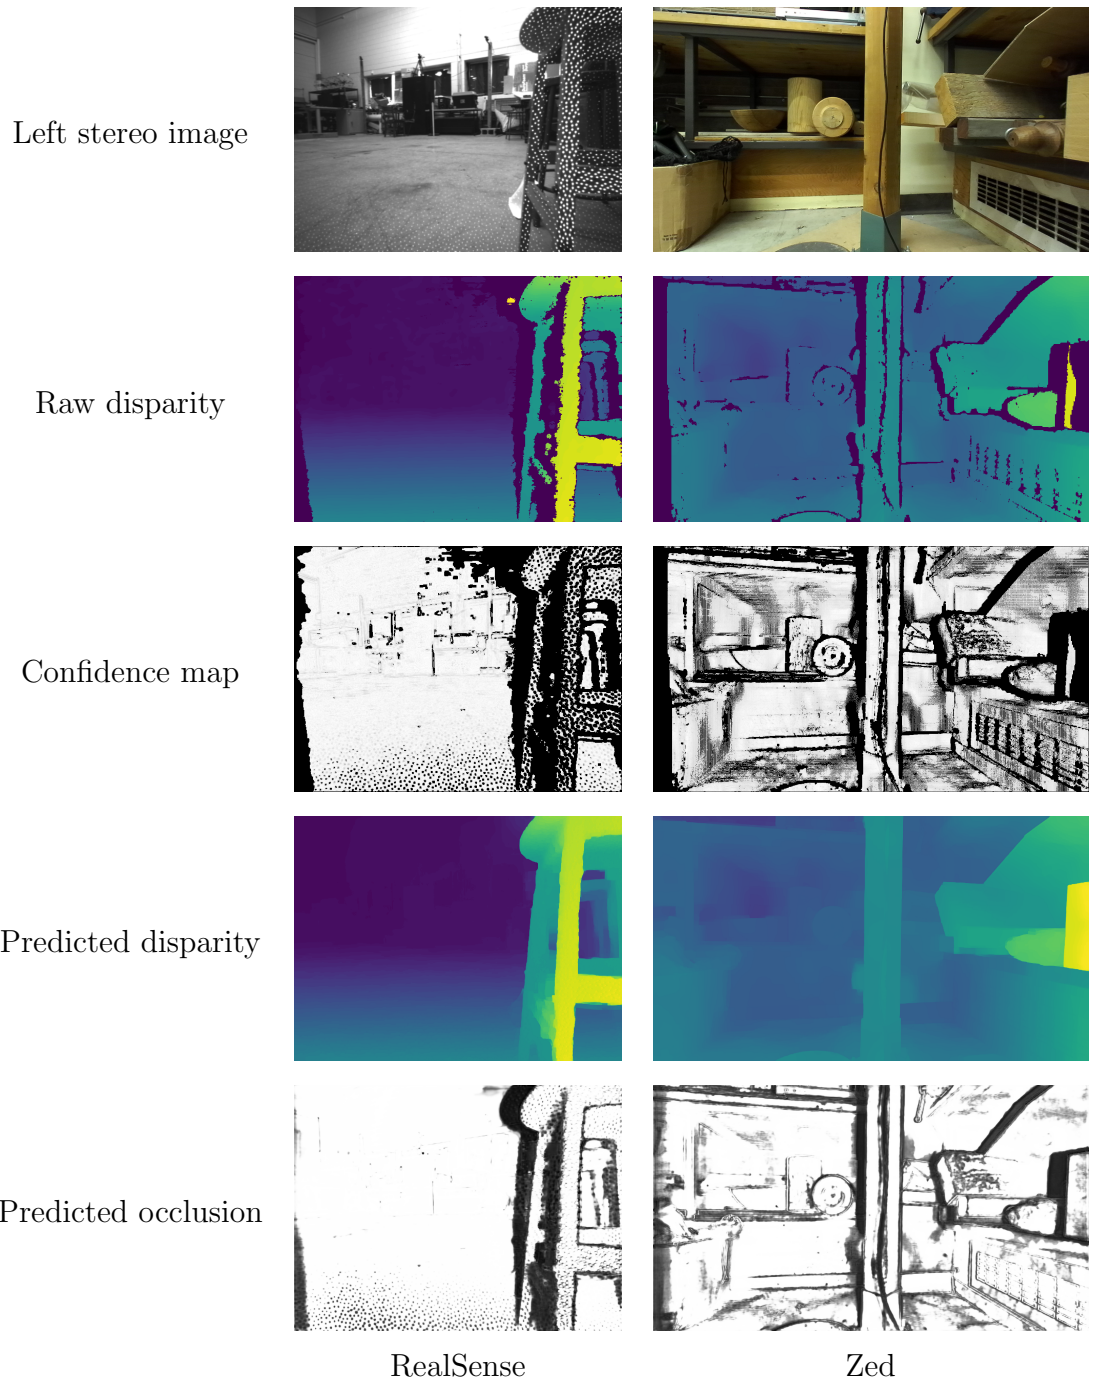 Left stereo image
Raw disparity
Confidence map
Predicted disparity
Predicted occlusion
RealSense
Zed